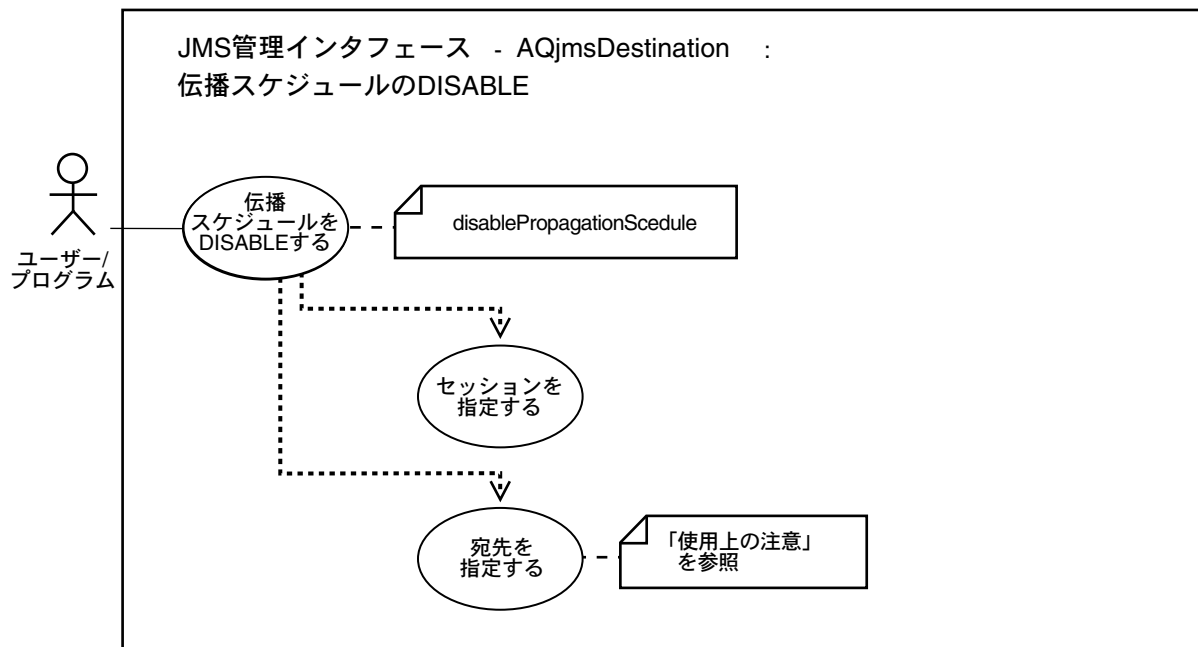 JMS管理インタフェース - AQjmsDestination :
伝播スケジュールのDISABLE
ユーザー/
プログラム
伝播
スケジュールを
DISABLEする
disablePropagationScedule
セッションを
指定する
宛先を
指定する
「使用上の注意」
を参照